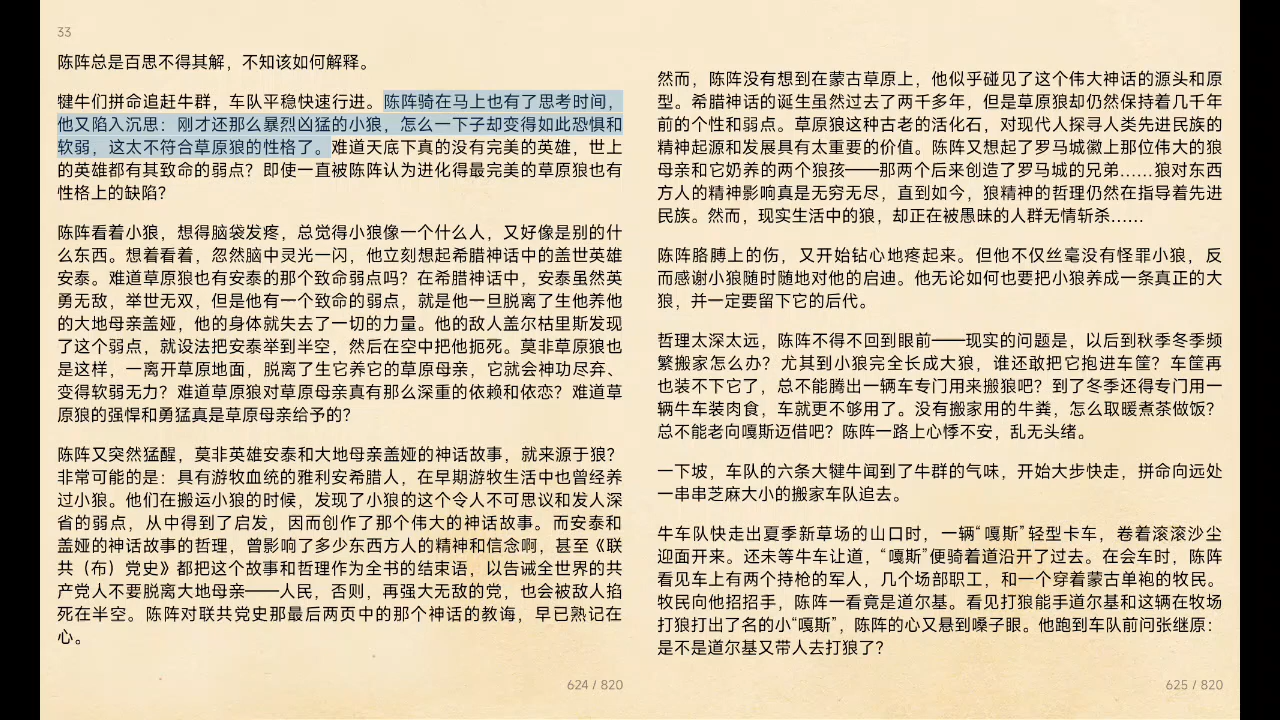 33
陈阵总是百思不得其解，不知该如何解释。
犍牛们拼命追赶牛群，车队平稳快速行进。陈阵骑在马上也有了思考时间，
他又陷入沉思：刚才还那么暴烈凶猛的小狼，怎么一下子却变得如此恐惧和
软弱，这太不符合草原狼的性格了。难道天底下真的没有完美的英雄，世上
的英雄都有其致命的弱点？即使一直被陈阵认为进化得最完美的草原狼也有
性格上的缺陷？
陈阵看着小狼，想得脑袋发疼，总觉得小狼像一个什么人，又好像是别的什
么东西。想着看着，忽然脑中灵光一闪，他立刻想起希腊神话中的盖世英雄
安泰。难道草原狼也有安泰的那个致命弱点吗？在希腊神话中，安泰虽然英
勇无敌，举世无双，但是他有一个致命的弱点，就是他一旦脱离了生他养他
的大地母亲盖娅，他的身体就失去了一切的力量。他的敌人盖尔枯里斯发现
了这个弱点，就设法把安泰举到半空，然后在空中把他扼死。莫非草原狼也
是这样，一离开草原地面，脱离了生它养它的草原母亲，它就会神功尽弃、
变得软弱无力？难道草原狼对草原母亲真有那么深重的依赖和依恋？难道草
原狼的强悍和勇猛真是草原母亲给予的？
陈阵又突然猛醒，莫非英雄安泰和大地母亲盖娅的神话故事，就来源于狼？
非常可能的是：具有游牧血统的雅利安希腊人，在早期游牧生活中也曾经养
过小狼。他们在搬运小狼的时候，发现了小狼的这个令人不可思议和发人深
省的弱点，从中得到了启发，因而创作了那个伟大的神话故事。而安泰和
盖娅的神话故事的哲理，曾影响了多少东西方人的精神和信念啊，甚至《联
共（布）党史》都把这个故事和哲理作为全书的结束语，以告诫全世界的共
产党人不要脱离大地母亲——人民，否则，再强大无敌的党，也会被敌人掐
死在半空。陈阵对联共党史那最后两页中的那个神话的教诲，早已熟记在
心。
624 / 820
然而，陈阵没有想到在蒙古草原上，他似乎碰见了这个伟大神话的源头和原
型。希腊神话的诞生虽然过去了两千多年，但是草原狼却仍然保持着几千年
前的个性和弱点。草原狼这种古老的活化石，对现代人探寻人类先进民族的
精神起源和发展具有太重要的价值。陈阵又想起了罗马城徽上那位伟大的狼
母亲和它奶养的两个狼孩——那两个后来创造了罗马城的兄弟……狼对东西
方人的精神影响真是无穷无尽，直到如今，狼精神的哲理仍然在指导着先进
民族。然而，现实生活中的狼，却正在被愚昧的人群无情斩杀……
陈阵胳膊上的伤，又开始钻心地疼起来。但他不仅丝毫没有怪罪小狼，反
而感谢小狼随时随地对他的启迪。他无论如何也要把小狼养成一条真正的大
狼，并一定要留下它的后代。
哲理太深太远，陈阵不得不回到眼前——现实的问题是，以后到秋季冬季频
繁搬家怎么办？尤其到小狼完全长成大狼，谁还敢把它抱进车筐？车筐再
也装不下它了，总不能腾出一辆车专门用来搬狼吧？到了冬季还得专门用一
辆牛车装肉食，车就更不够用了。没有搬家用的牛粪，怎么取暖煮茶做饭？
总不能老向嘎斯迈借吧？陈阵一路上心悸不安，乱无头绪。
一下坡，车队的六条大犍牛闻到了牛群的气味，开始大步快走，拼命向远处
一串串芝麻大小的搬家车队追去。
牛车队快走出夏季新草场的山口时，一辆“嘎斯”轻型卡车，卷着滚滚沙尘
迎面开来。还未等牛车让道，“嘎斯”便骑着道沿开了过去。在会车时，陈阵
看见车上有两个持枪的军人，几个场部职工，和一个穿着蒙古单袍的牧民。
牧民向他招招手，陈阵一看竟是道尔基。看见打狼能手道尔基和这辆在牧场
打狼打出了名的小“嘎斯”，陈阵的心又悬到嗓子眼。他跑到车队前问张继原：
是不是道尔基又带人去打狼了？
625 / 820